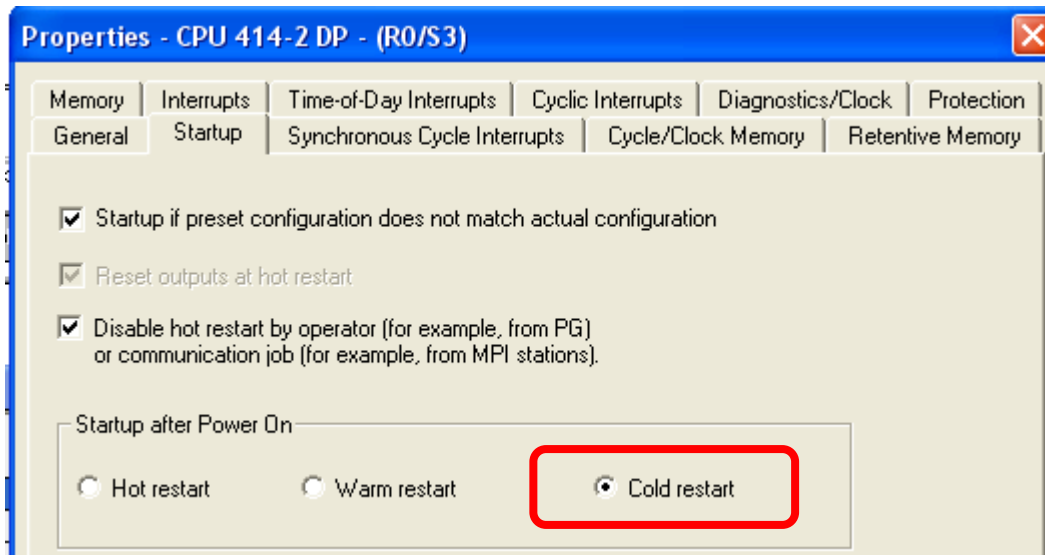 Properties - CPU 414-2 DP - (R0/S3)
Memory Interrupts Time-of-Day Interrupts Cyclic Interrupts Diagnostics/Clock Protection
General Startup Synchronous Cycle Interrupts Cycle/Clock Memory Retentive Memory
Startup if preset configuration does not match actual configuration
Reset outputs at hot restart
Disable hot restart by operator (for example, from PG)
or communication job (for example, from MPI stations).
Startup after Power On
Hot restart Warm restart Cold restart